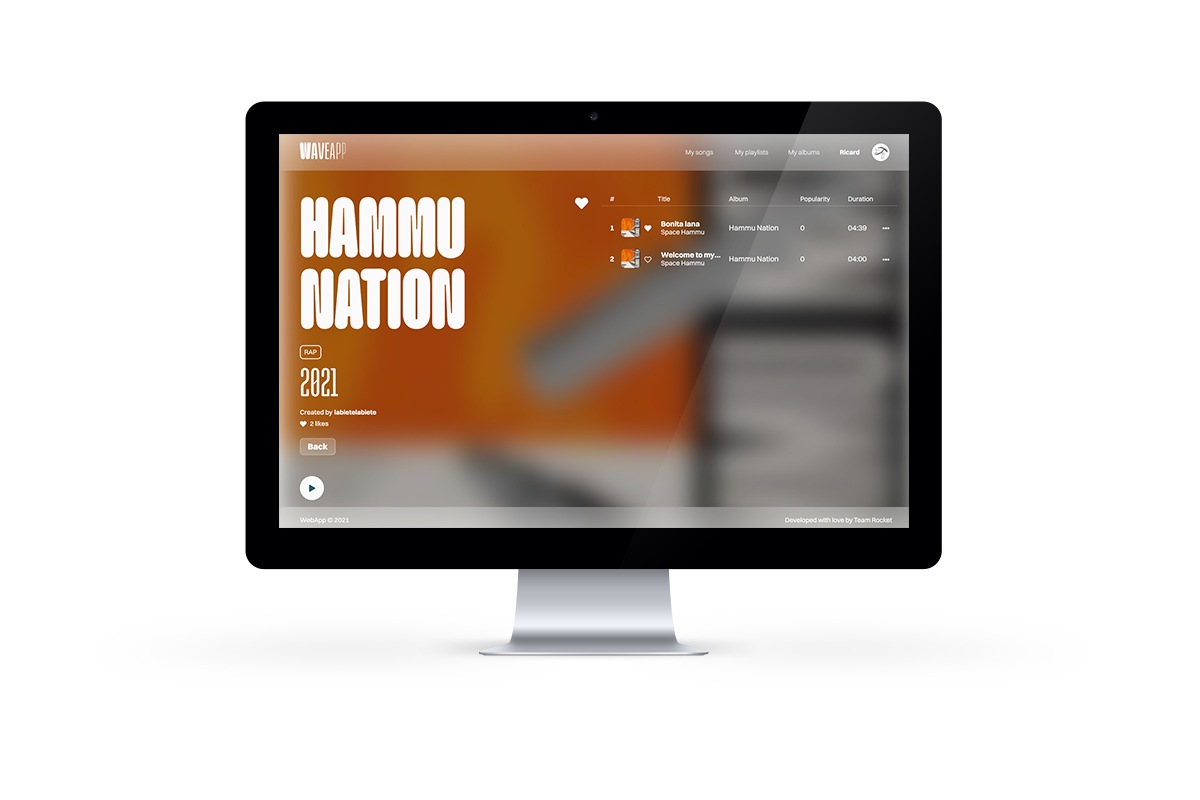 WAVEAPP
My songs My playlists My albums Ricard
HAMMU
NATION
RAP
2021
Created by labietelabiete
2 likes
Back
# Title Album Popularity Duration
1 Bonita lana Hammu Nation 0 04:39
Space Hammu
2 Welcome to my... Hammu Nation 0 04:00
Space Hammu
WebApp © 2021
Developed with love by Team Rocket